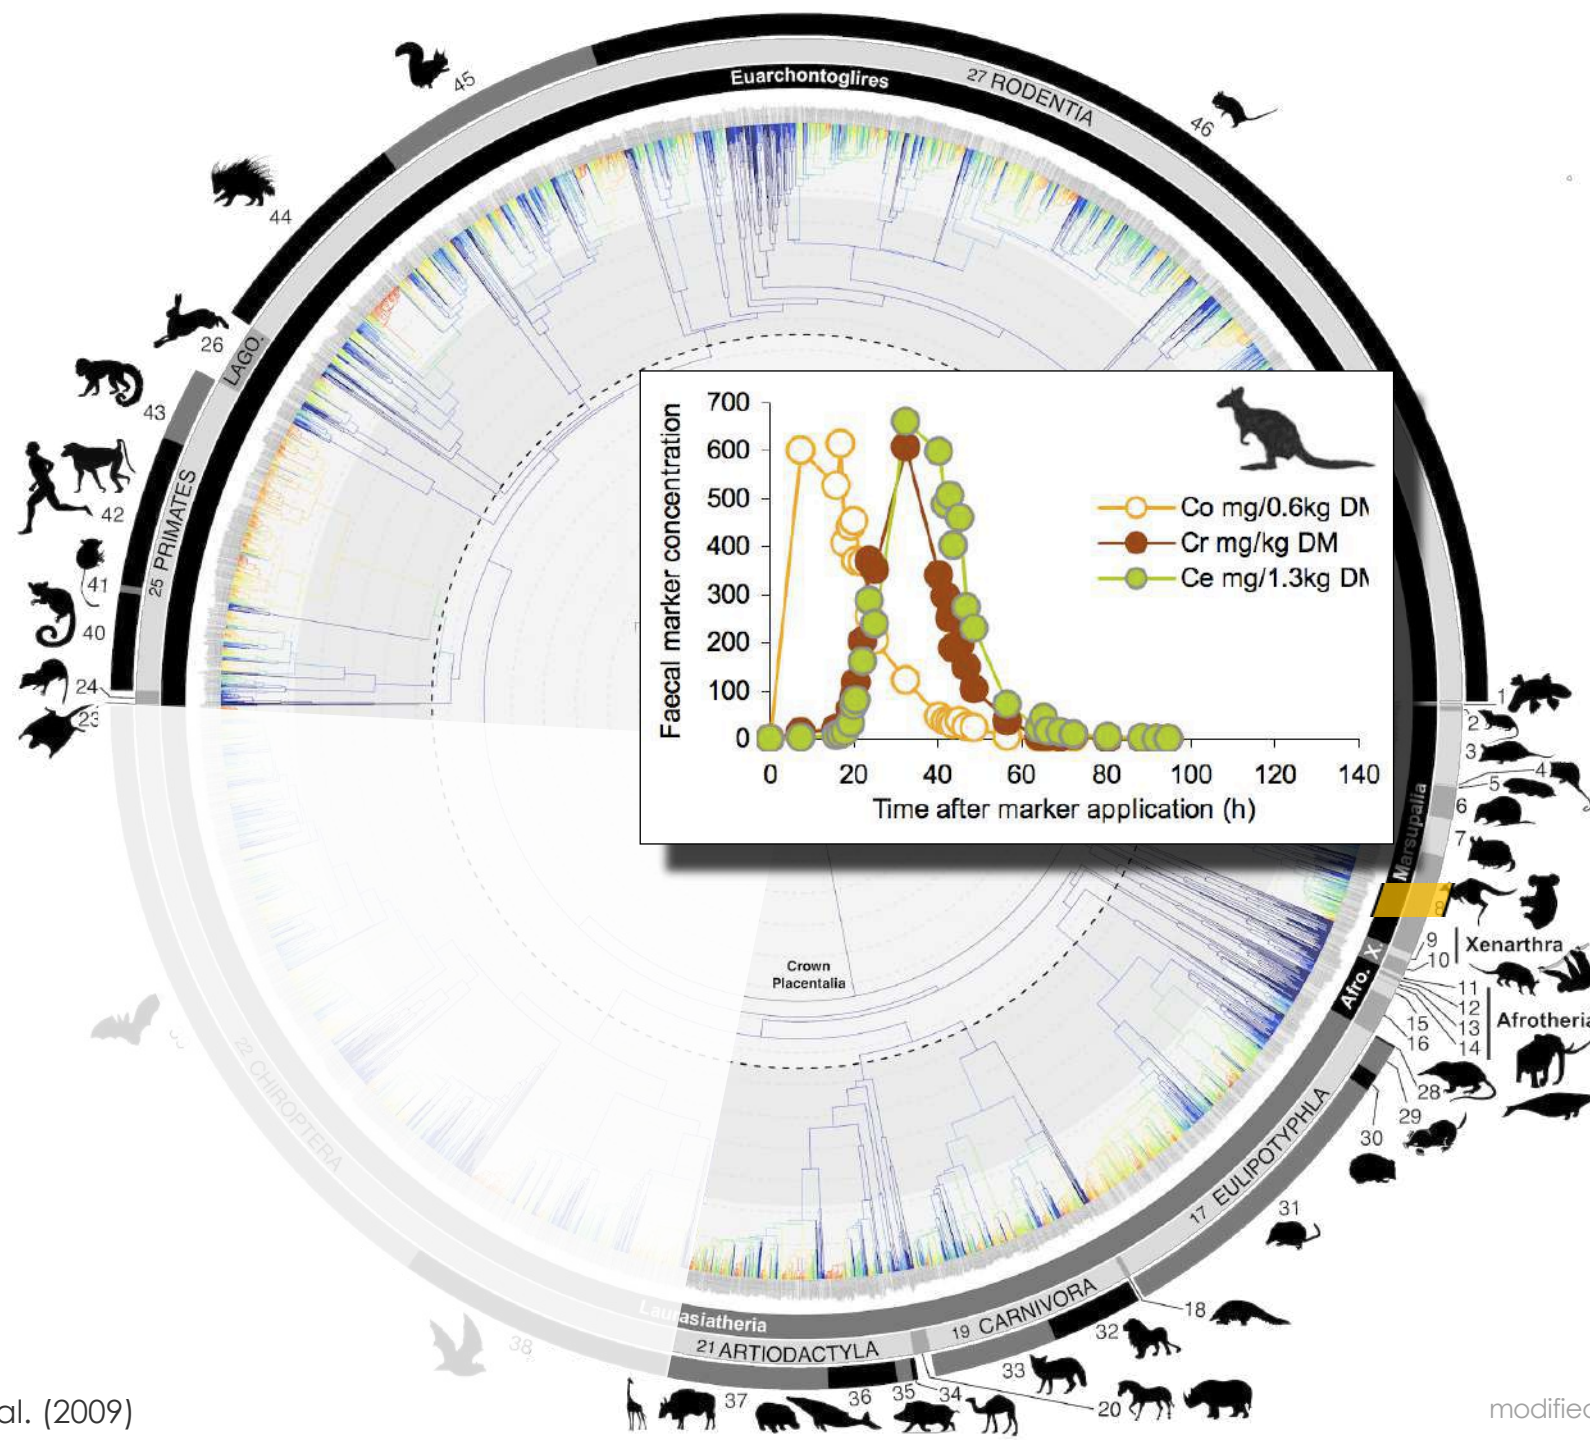 45
Euarchontoglires
27 RODENTIA
46
44
26
LAGO.
43
42
25 PRIMATES
41
40
24
23
700
600
500
400
300
200
100
0
Faecal marker concentration
Co mg/0.6kg DM
Cr mg/kg DM
Ce mg/1.3kg DM
0 20 40 60 80 100 120 140
Time after marker application (h)
1
2
3
4
5
6
7
Marsupalia
8
9
Xenarthra
10
X.
Afro.
11
12
13
14
Afrotheria
15
16
28
29
30
31
17 EULIPOTYPHLA
Crown
Placentalia
22 CHIROPTERA
Laurasiatheria
18
19 CARNIVORA
32
33
21 ARTIODACTYLA
38
37
36
35
34
20
al. (2009)
modified